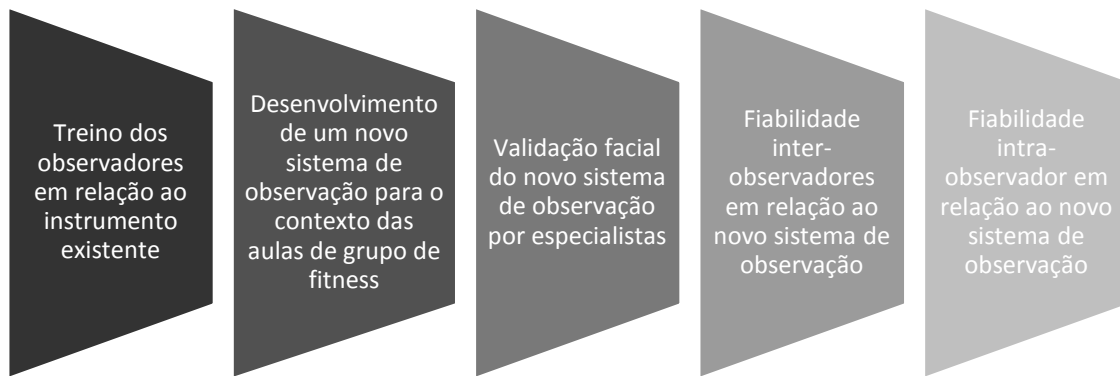 Treino dos
observadores
em relação ao
instrumento
existente
Desenvolvimento
de um novo
sistema de
observação para o
contexto das
aulas de grupo de
fitness
Validação facial
do novo sistema
de observação
por especialistas
Fiabilidade
inter-
observadores
em relação ao
novo sistema de
observação
Fiabilidade
intra-
observador em
relação ao novo
sistema de
observação